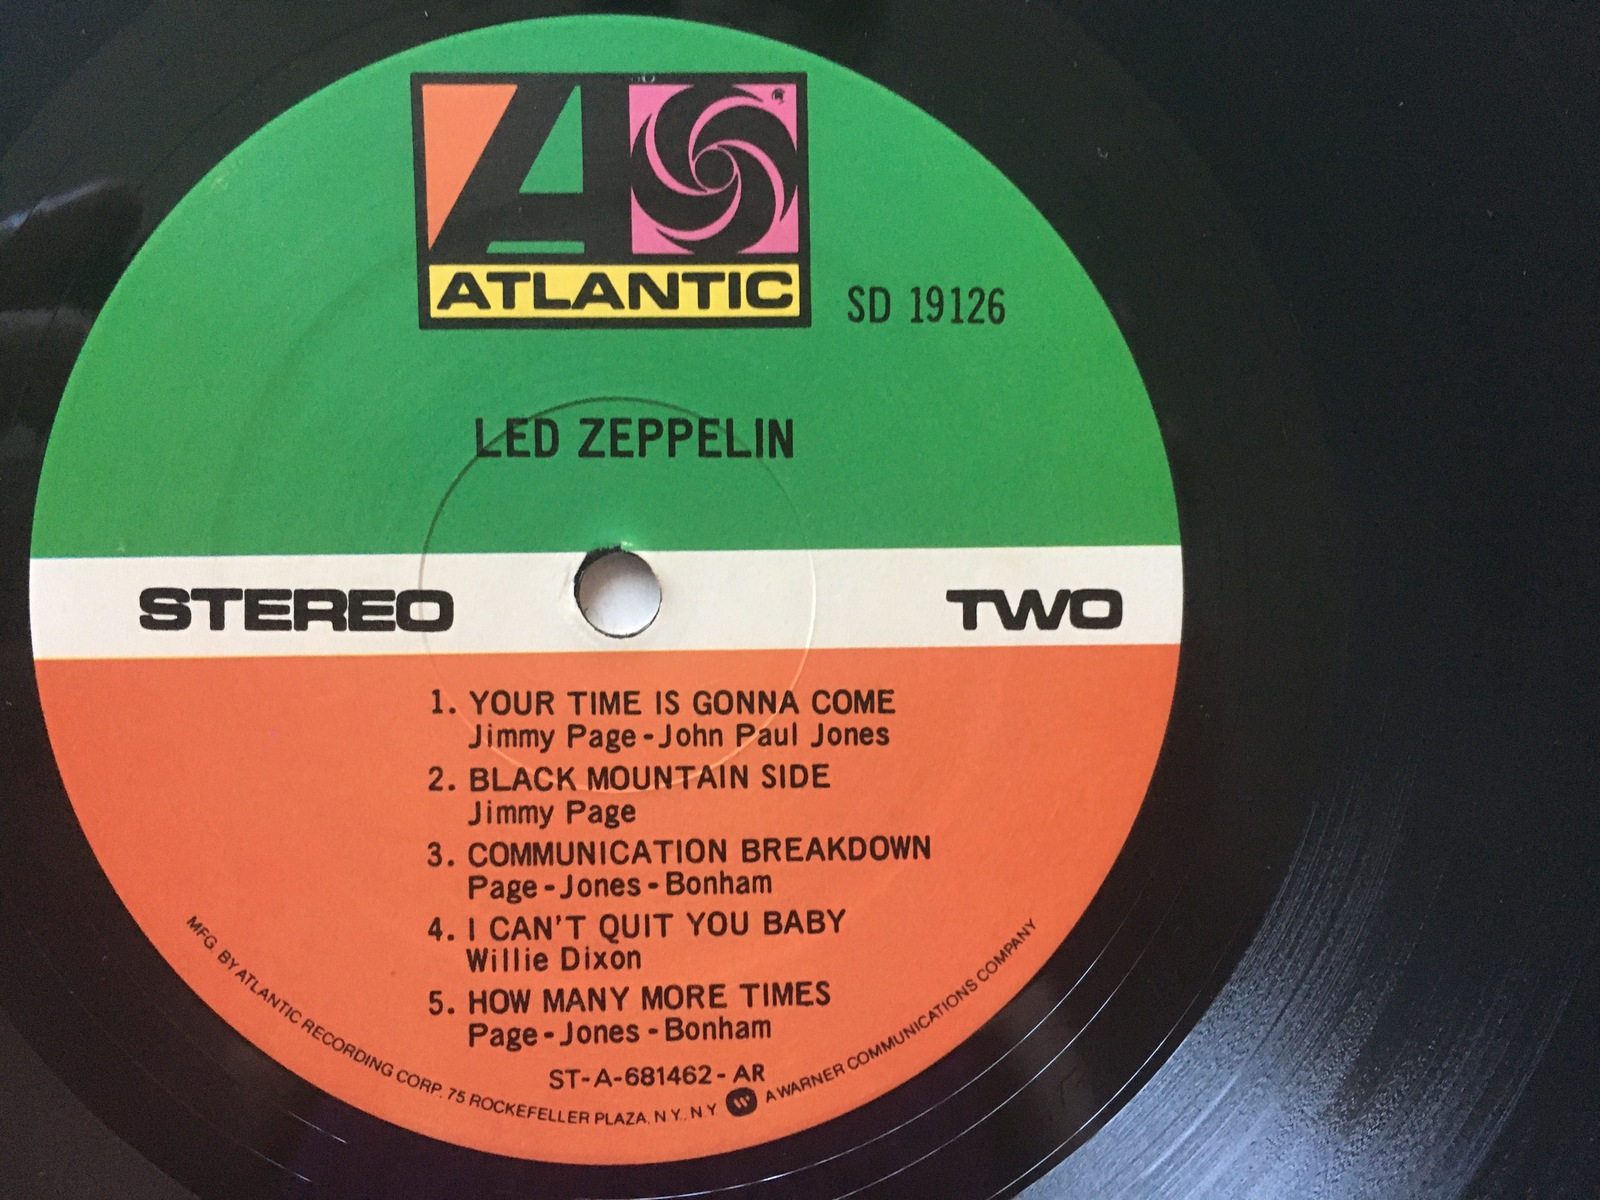 ATLANTIC
SD 19126
LED ZEPPELIN
STEREO
TWO
1. YOUR TIME IS GONNA COME
Jimmy Page - John Paul Jones
2. BLACK MOUNTAIN SIDE
Jimmy Page
3. COMMUNICATION BREAKDOWN
Page - Jones - Bonham
4. I CAN'T QUIT YOU BABY
Willie Dixon
5. HOW MANY MORE TIMES
Page - Jones - Bonham
ST-A-681462-AR
MFG. BY ATLANTIC RECORDING CORP. 75 ROCKEFELLER PLAZA, N.Y., N.Y. A WARNER COMMUNICATIONS COMPANY